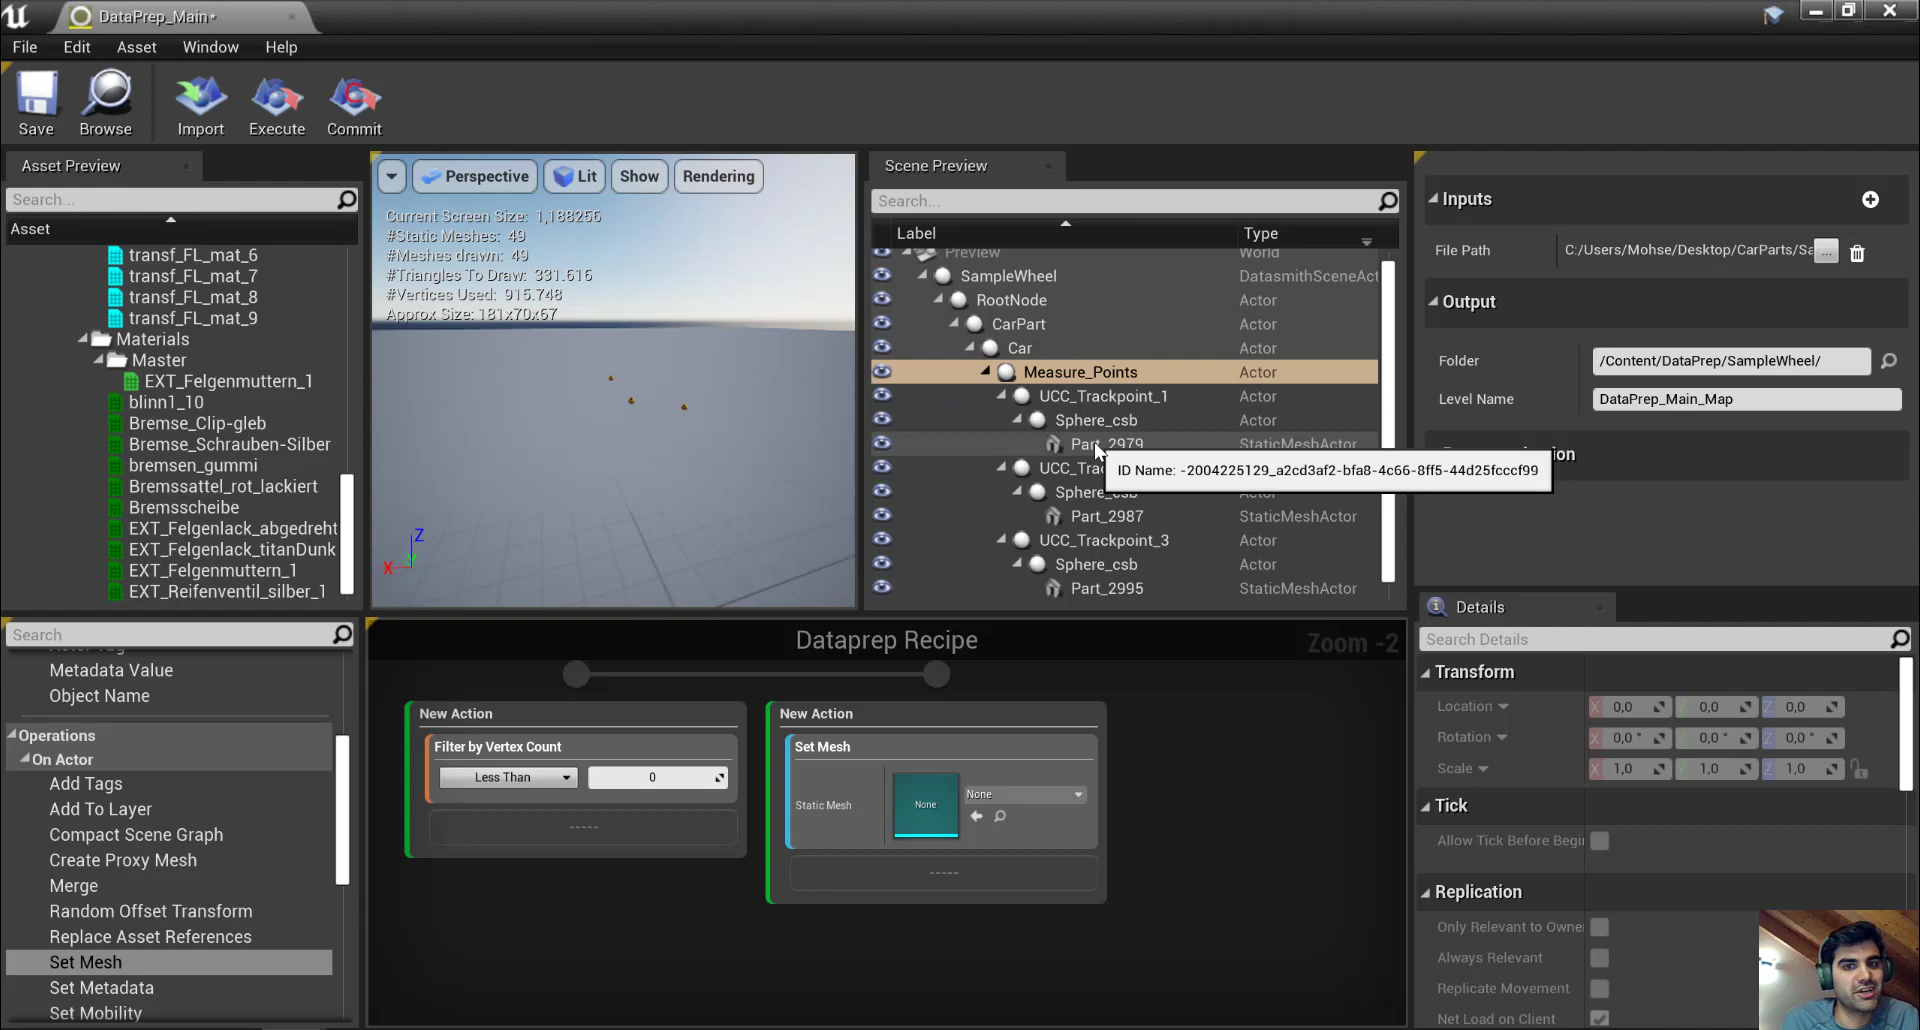 DataPrep_Main*
File Edit Asset Window Help
Save Browse Import Execute Commit
Asset Preview
Search...
Asset
transf_FL_mat_6
transf_FL_mat_7
transf_FL_mat_8
transf_FL_mat_9
Materials
Master
EXT_Felgenmuttern_1
blinn1_10
Bremse_Clip-gleb
Bremse_Schrauben-Silber
bremsen_gummi
Bremssattel_rot_lackiert
Bremsscheibe
EXT_Felgenlack_abgedreht
EXT_Felgenlack_titanDunk
EXT_Felgenmuttern_1
EXT_Reifenventil_silber_1
Perspective Lit Show Rendering
Current Screen Size: 1,188256
#Static Meshes: 49
#Meshes drawn: 49
#Triangles To Draw: 331.616
#Vertices Used: 915.748
Approx Size: 181x70x67
Z
X Y
Scene Preview
Search...
Label Type
Preview World
SampleWheel DatasmithSceneAct
RootNode Actor
CarPart Actor
Car Actor
Measure_Points Actor
UCC_Trackpoint_1 Actor
Sphere_csb Actor
Part_2979 StaticMeshActor
ID Name: -2004225129_a2cd3af2-bfa8-4c66-8ff5-44d25fcccf99
UCC_Trac
Sphere_csb
Part_2987 StaticMeshActor
UCC_Trackpoint_3 Actor
Sphere_csb Actor
Part_2995 StaticMeshActor
Inputs
File Path C:/Users/Mohse/Desktop/CarParts/Sa ...
Output
Folder /Content/DataPrep/SampleWheel/
Level Name DataPrep_Main_Map
ion
Search
Metadata Value
Object Name
Operations
On Actor
Add Tags
Add To Layer
Compact Scene Graph
Create Proxy Mesh
Merge
Random Offset Transform
Replace Asset References
Set Mesh
Set Metadata
Set Mobility
Dataprep Recipe
Zoom -2
New Action
Filter by Vertex Count
Less Than 0
-----
New Action
Set Mesh
Static Mesh None None
-----
Details
Search Details
Transform
Location X 0,0 Y 0,0 Z 0,0
Rotation X 0,0 ° Y 0,0 ° Z 0,0 °
Scale X 1,0 Y 1,0 Z 1,0
Tick
Allow Tick Before Begi
Replication
Only Relevant to Owne
Always Relevant
Replicate Movement
Net Load on Client